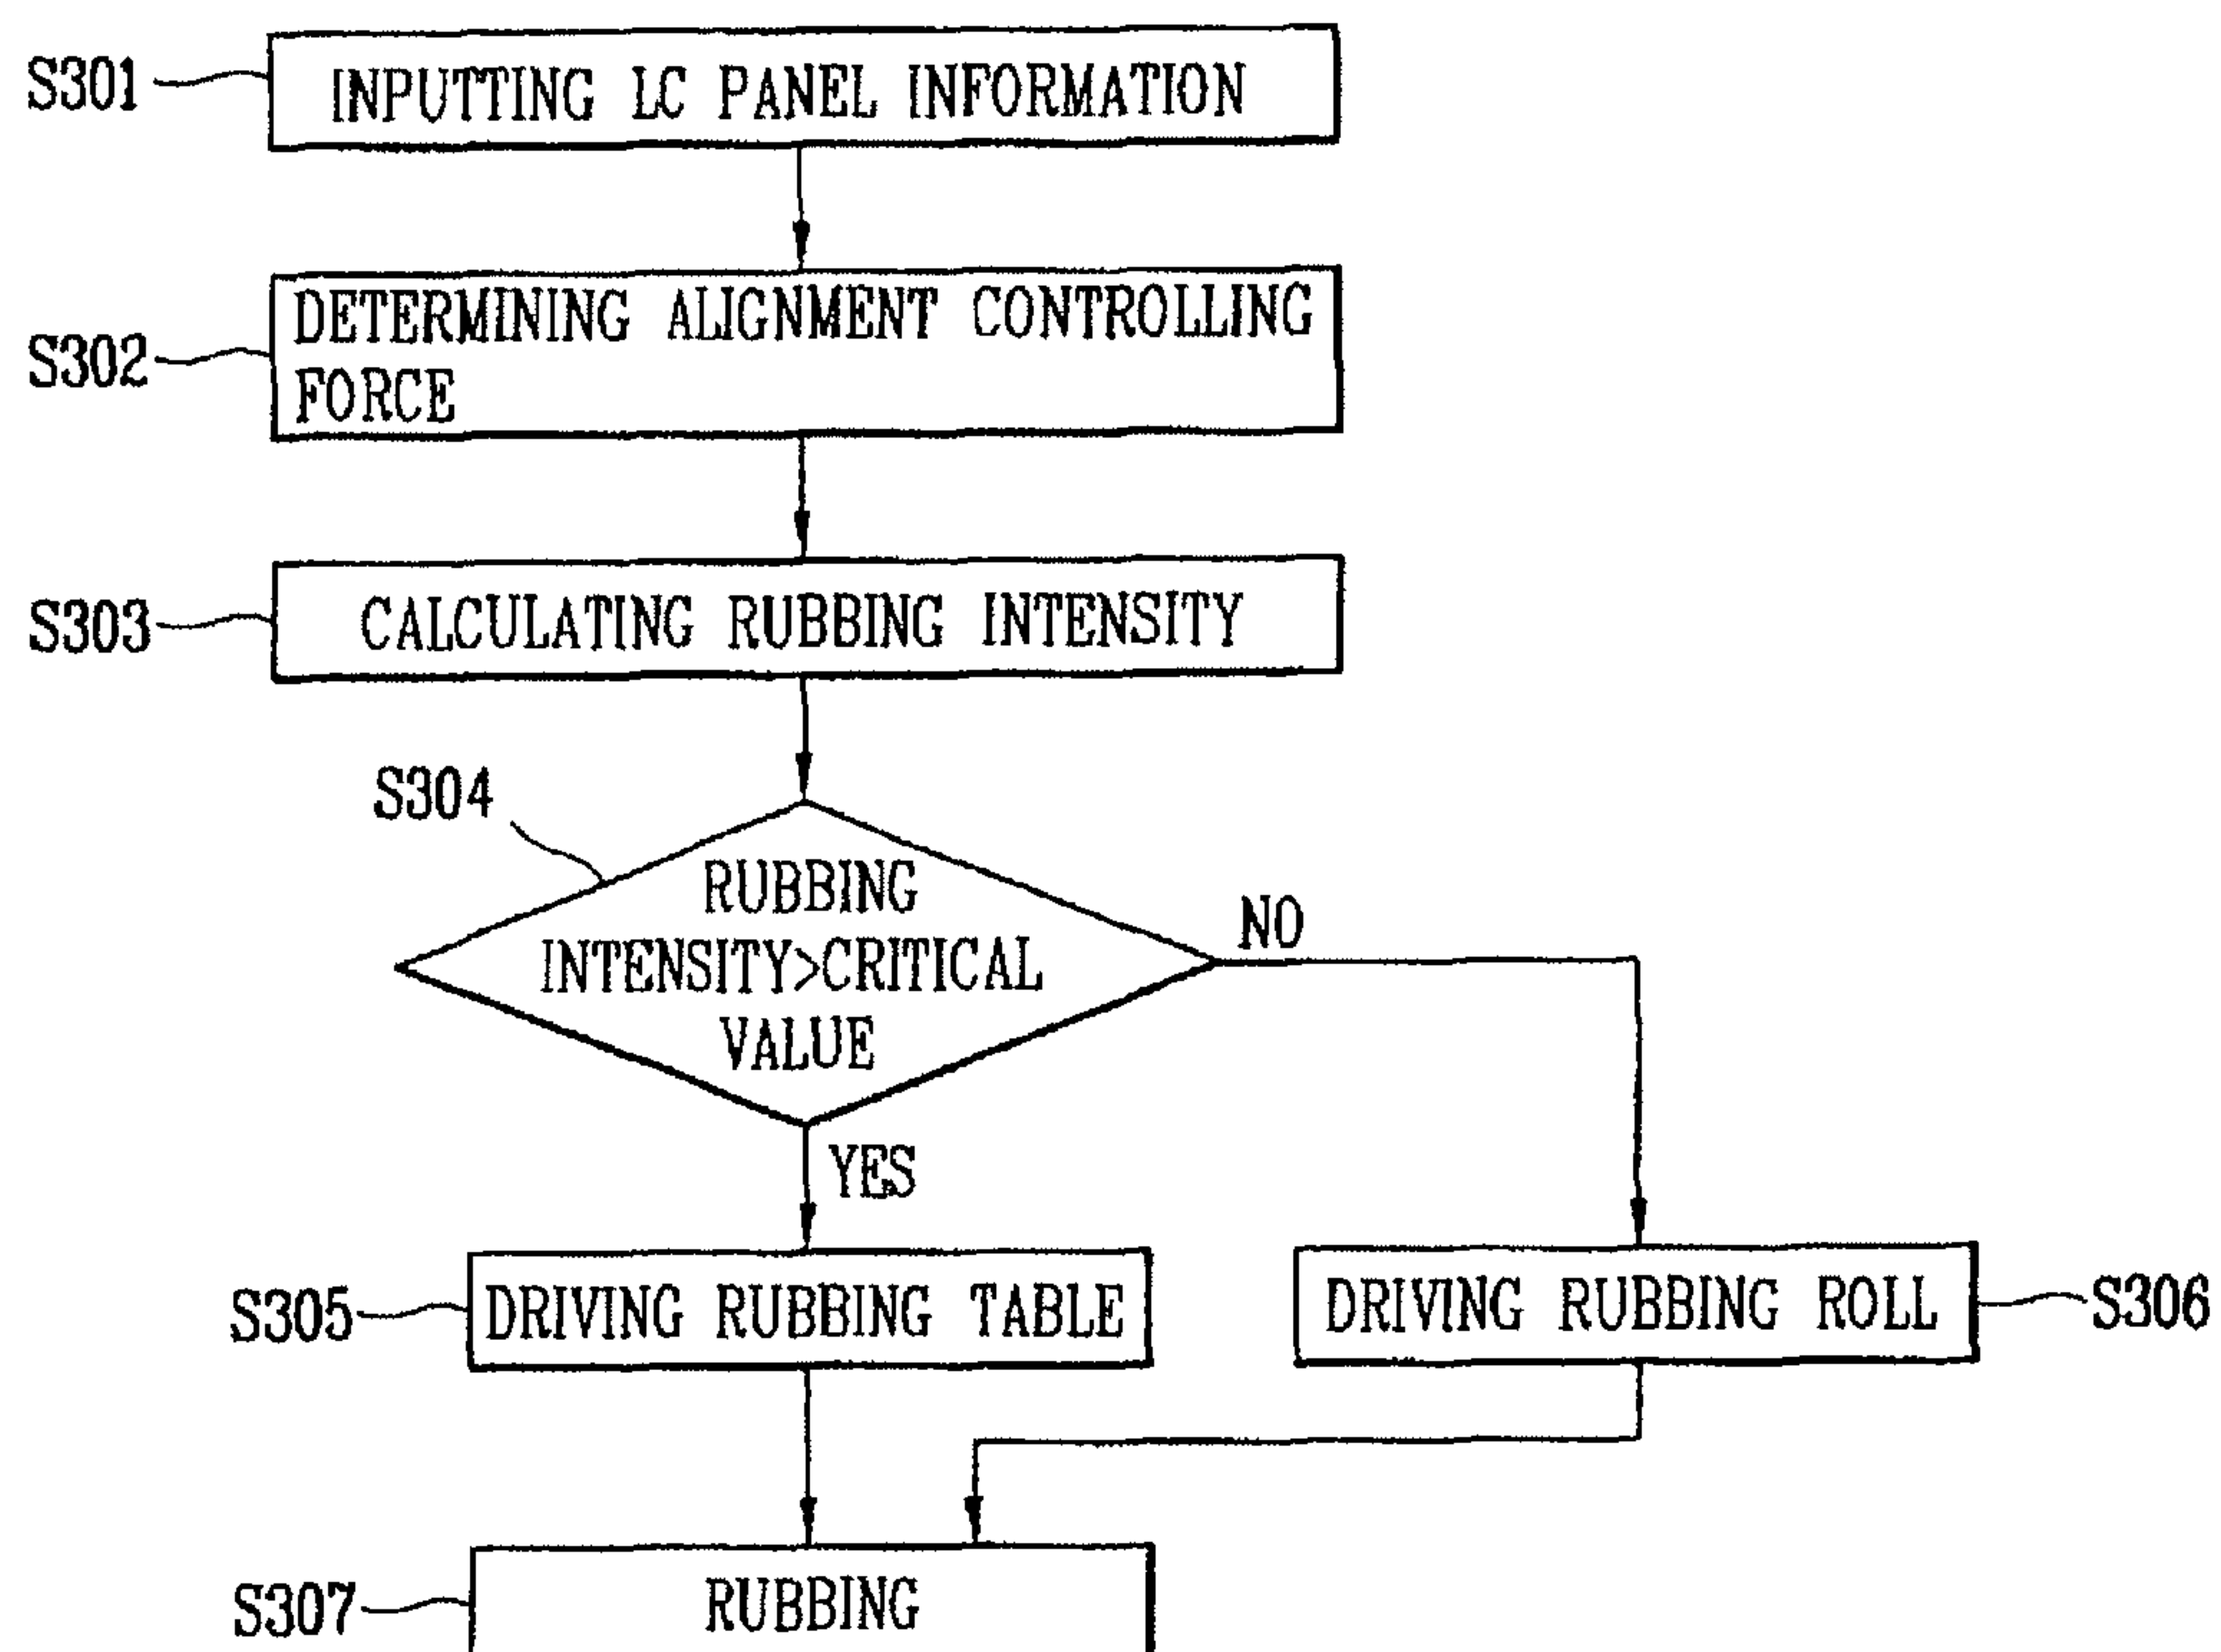 S301
INPUTTING LC PANEL INFORMATION
S302
DETERMINING ALIGNMENT CONTROLLING
FORCE
S303
CALCULATING RUBBING INTENSITY
S304
RUBBING
INTENSITY>CRITICAL
VALUE
NO
YES
S305
DRIVING RUBBING TABLE
DRIVING RUBBING ROLL
S306
S307
RUBBING